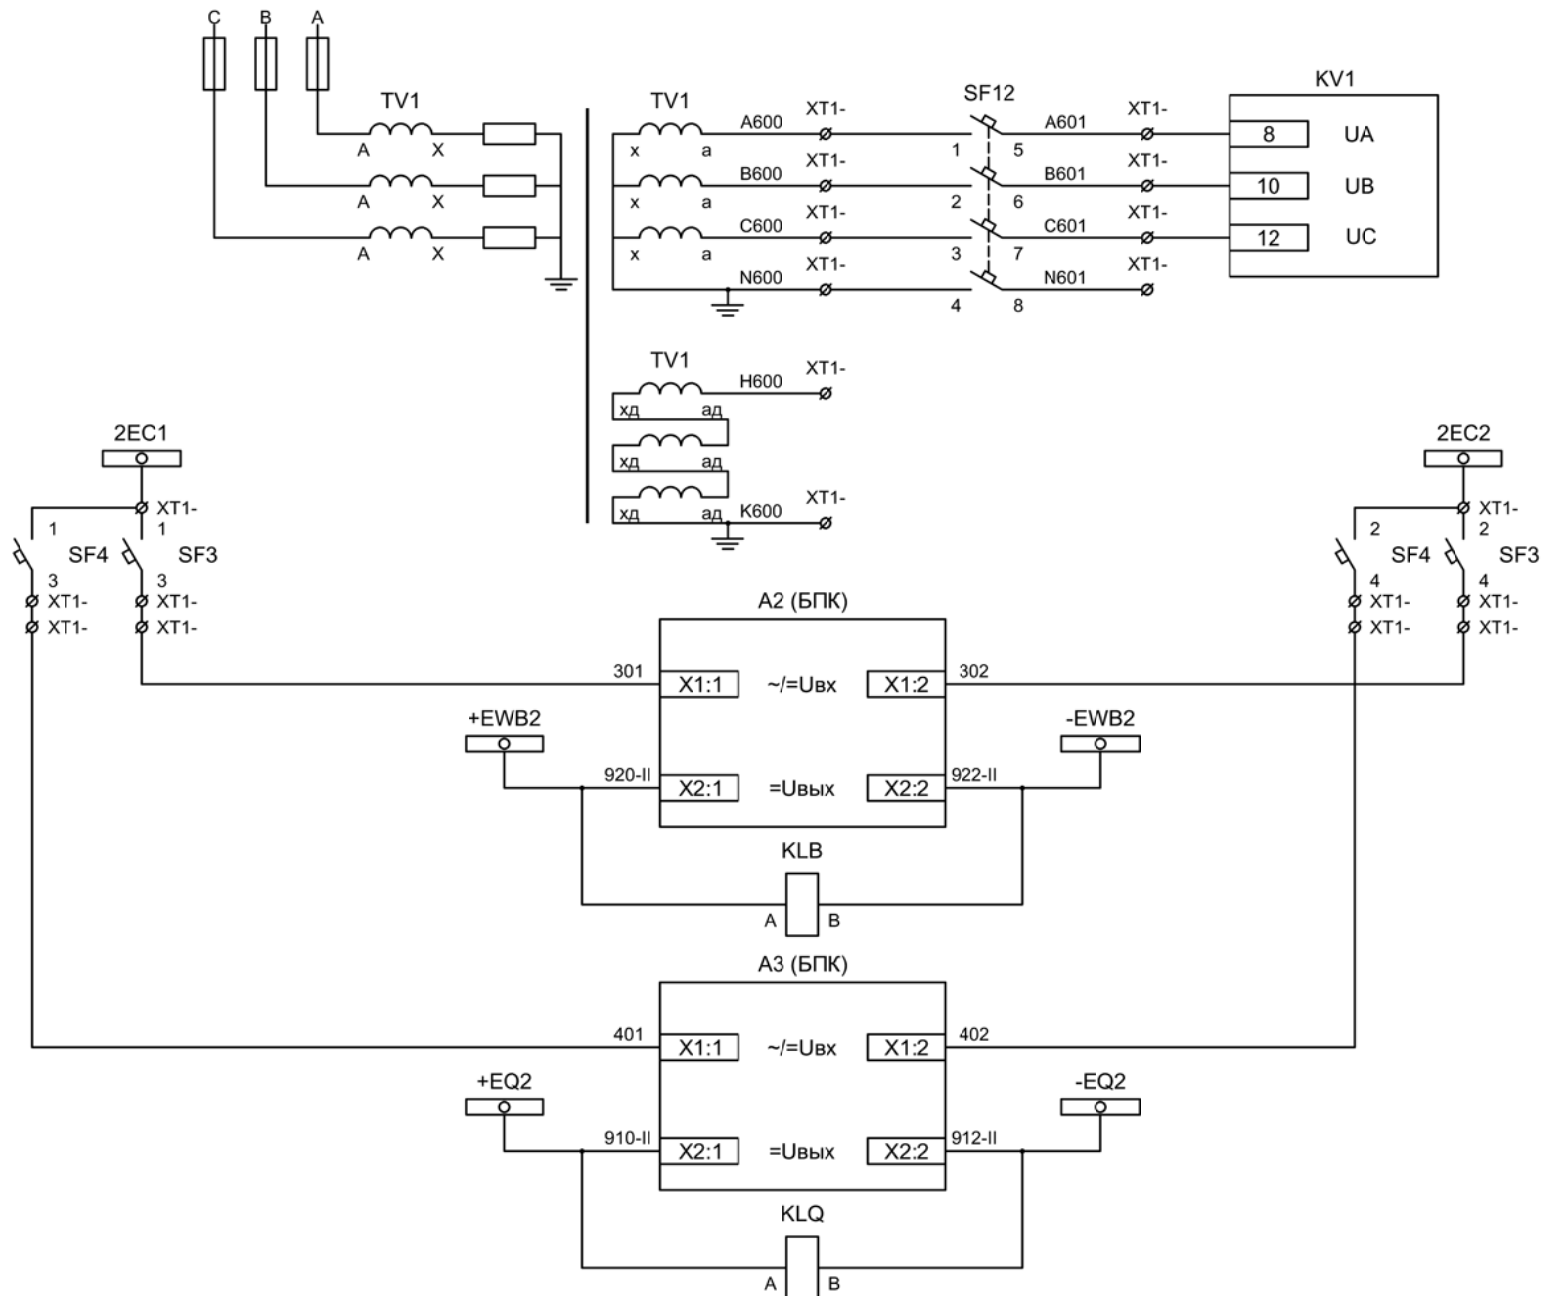 C B A
TV1 TV1 SF12 KV1
XT1- XT1-
A600 A601
A X x a 1 5 8 UA
XT1- XT1-
B600 B601
A X x a 2 6 10 UB
XT1- XT1-
C600 C601
A X x a 3 7 12 UC
XT1- XT1-
N600 N601
4 8
TV1
XT1-
H600
хд ад
хд ад
XT1-
K600
хд ад
2EC1 2EC2
XT1- XT1-
1 1 2 2
SF4 SF3 SF4 SF3
3 3 4 4
XT1- XT1- XT1- XT1-
XT1- XT1- XT1- XT1-
A2 (БПК)
301 X1:1 ~/=Uвх X1:2 302
+EWB2 -EWB2
920-II X2:1 =Uвых X2:2 922-II
KLB
A B
A3 (БПК)
401 X1:1 ~/=Uвх X1:2 402
+EQ2 -EQ2
910-II X2:1 =Uвых X2:2 912-II
KLQ
A B